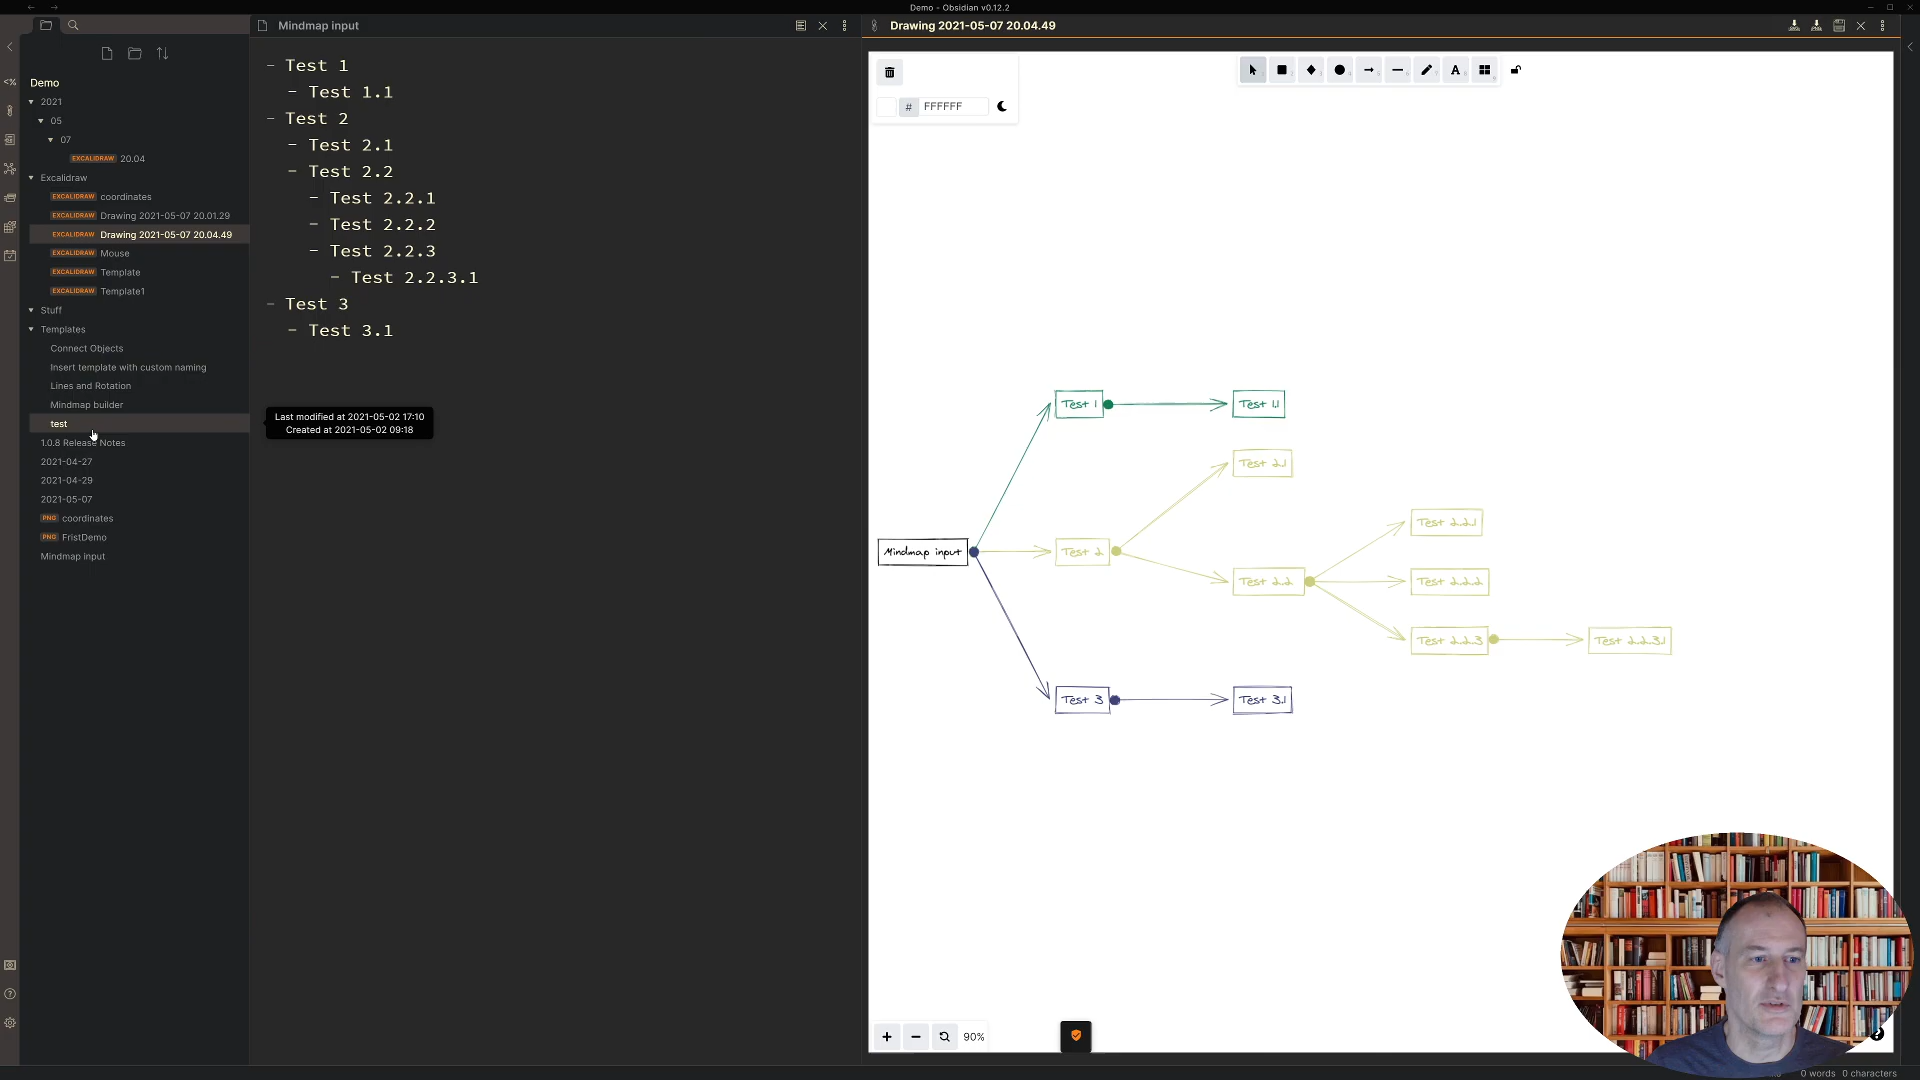 Demo - Obsidian v0.12.2
Mindmap input
Drawing 2021-05-07 20.04.49
Demo
2021
05
07
EXCALIDRAW 20.04
Excalidraw
EXCALIDRAW coordinates
EXCALIDRAW Drawing 2021-05-07 20.01.29
EXCALIDRAW Drawing 2021-05-07 20.04.49
EXCALIDRAW Mouse
EXCALIDRAW Template
EXCALIDRAW Template1
Stuff
Templates
Connect Objects
Insert template with custom naming
Lines and Rotation
Mindmap builder
test
1.0.8 Release Notes
2021-04-27
2021-04-29
2021-05-07
PNG coordinates
PNG FristDemo
Mindmap input
- Test 1
- Test 1.1
- Test 2
- Test 2.1
- Test 2.2
- Test 2.2.1
- Test 2.2.2
- Test 2.2.3
- Test 2.2.3.1
- Test 3
- Test 3.1
Last modified at 2021-05-02 17:10
Created at 2021-05-02 09:18
# FFFFFF
A
Test 1
Test 1.1
Test 2.1
Test 2.2.1
Mindmap input
Test 2
Test 2.2
Test 2.2.2
Test 2.2.3
Test 2.2.3.1
Test 3
Test 3.1
90%
0 words 0 characters